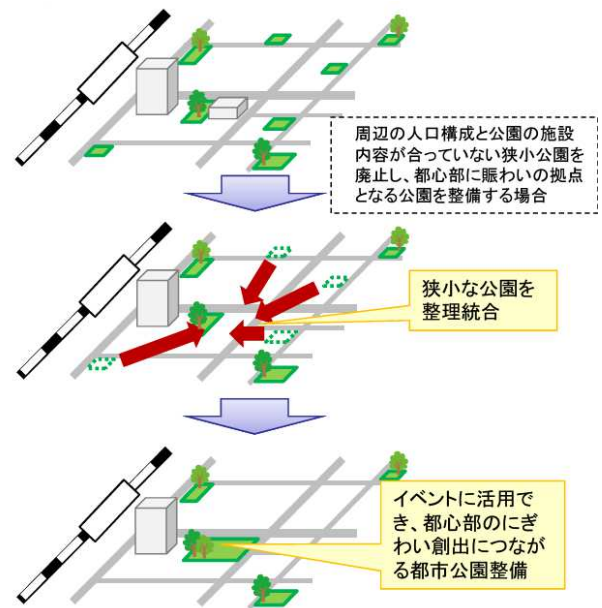 周辺の人口構成と公園の施設
内容が合っていない狭小公園を
廃止し、都心部に賑わいの拠点
となる公園を整備する場合
狭小な公園を
整理統合
イベントに活用で
き、都心部のにぎ
わい創出につなが
る都市公園整備